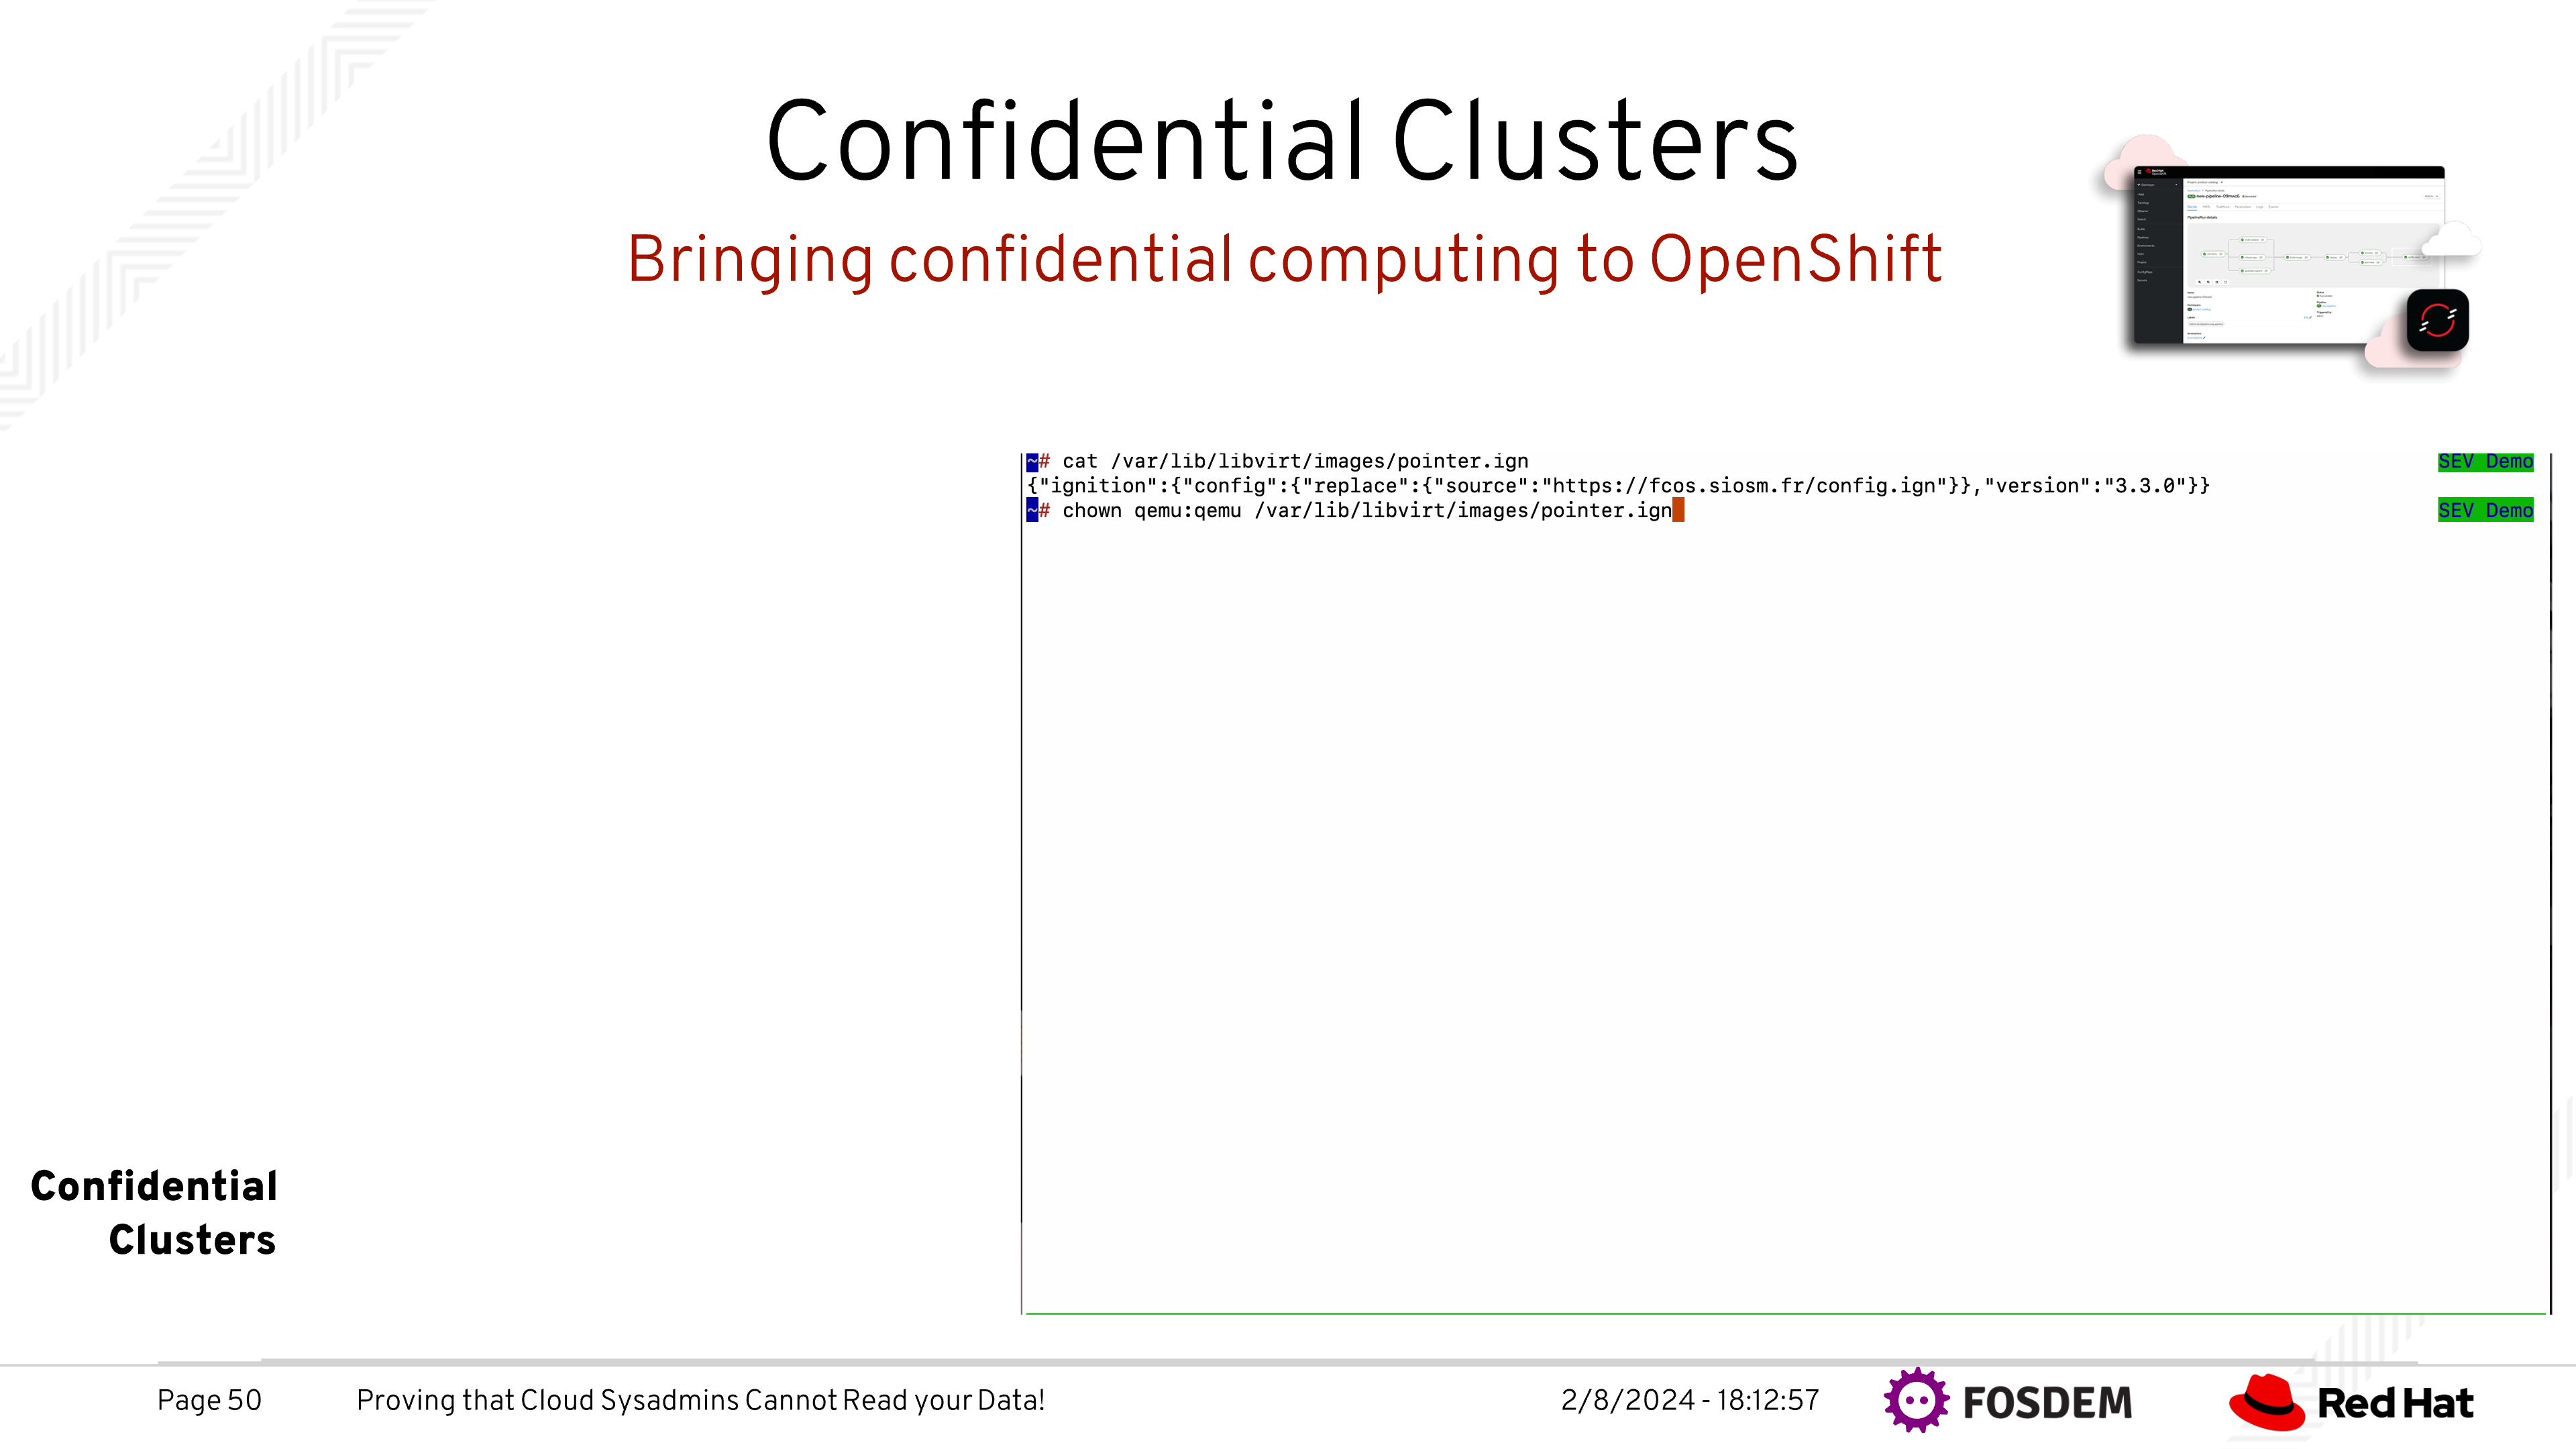 Confidential Clusters
Bringing confidential computing to OpenShift
~# cat /var/lib/libvirt/images/pointer.ign
SEV Demo
{"ignition":{"config":{"replace":{"source":"https://fcos.siosm.fr/config.ign"}},"version":"3.3.0"}}
~# chown qemu:qemu /var/lib/libvirt/images/pointer.ign
SEV Demo
Confidential
Clusters
Page 50
Proving that Cloud Sysadmins Cannot Read your Data!
2/8/2024 - 18:12:57
FOSDEM
Red Hat